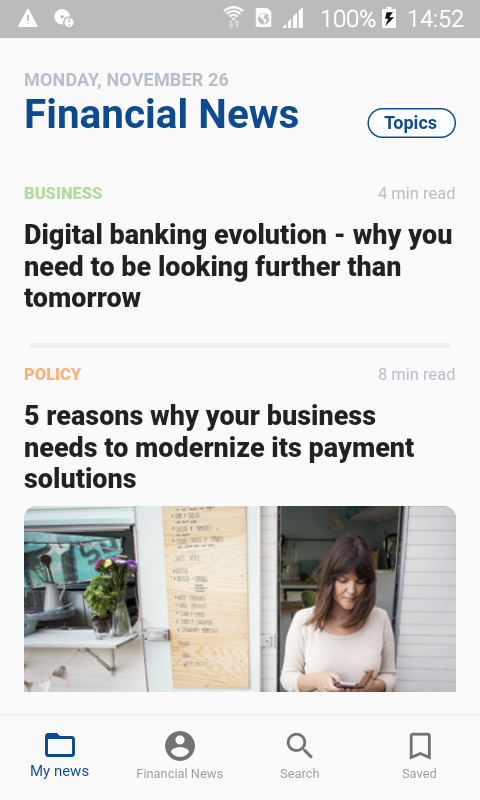 100% 14:52
MONDAY, NOVEMBER 26
Financial News
Topics
BUSINESS 4 min read
Digital banking evolution - why you
need to be looking further than
tomorrow
POLICY 8 min read
5 reasons why your business
needs to modernize its payment
solutions
My news Financial News Search Saved